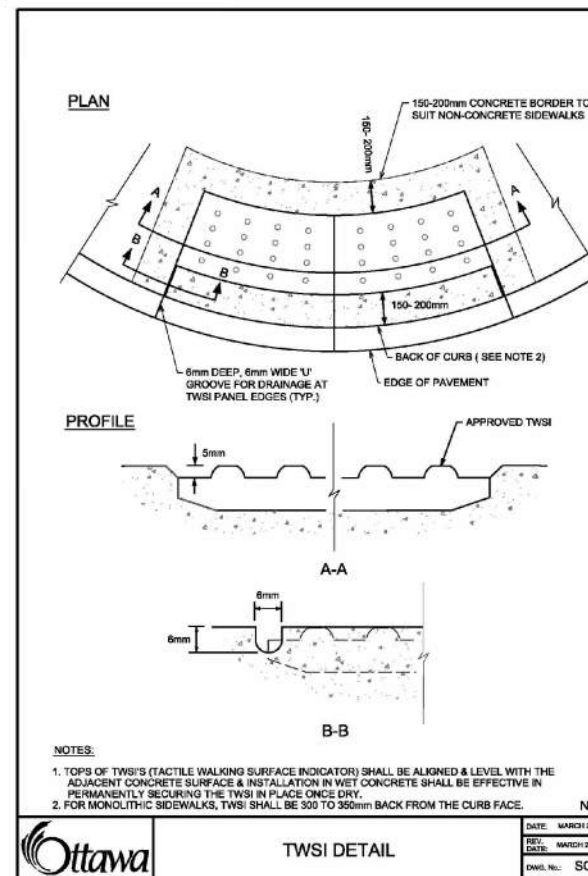 PLAN
150-200mm CONCRETE BORDER TO
SUIT NON-CONCRETE SIDEWALKS
150- 200mm
A
A
B
B
150- 200mm
BACK OF CURB ( SEE NOTE 2)
EDGE OF PAVEMENT
6mm DEEP, 6mm WIDE 'U'
GROOVE FOR DRAINAGE AT
TWSI PANEL EDGES (TYP.)
PROFILE
APPROVED TWSI
5mm
A-A
6mm
6mm
B-B
NOTES:
1. TOPS OF TWSI'S (TACTILE WALKING SURFACE INDICATOR) SHALL BE ALIGNED & LEVEL WITH THE
ADJACENT CONCRETE SURFACE & INSTALLATION IN WET CONCRETE SHALL BE EFFECTIVE IN
PERMANENTLY SECURING THE TWSI IN PLACE ONCE DRY.
2. FOR MONOLITHIC SIDEWALKS, TWSI SHALL BE 300 TO 350mm BACK FROM THE CURB FACE.
Ottawa
TWSI DETAIL
DATE: MARCH
REV.
DATE: MARCH
DWG. No.: SC